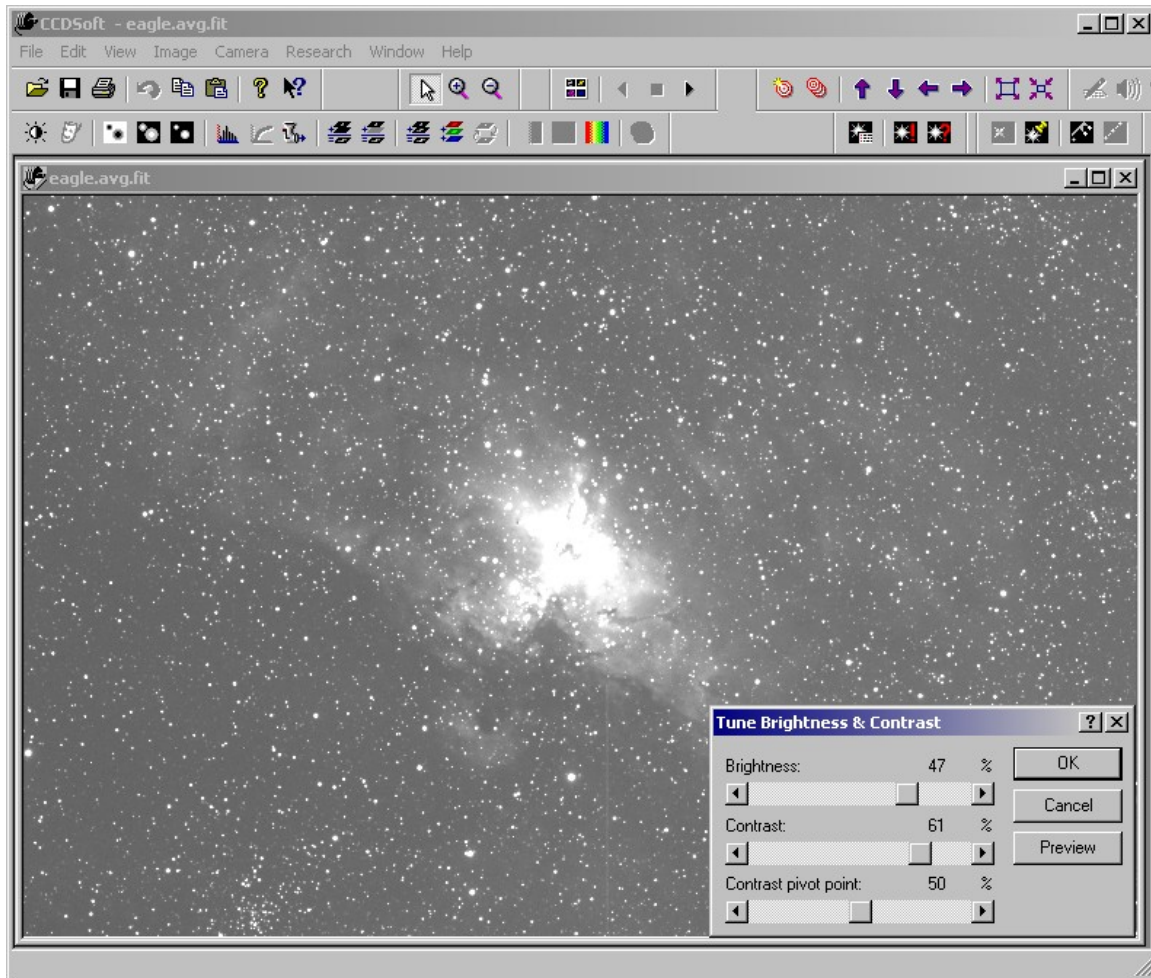 CCDSoft - eagle.avg.fit
File Edit View Image Camera Research Window Help
eagle.avg.fit
Tune Brightness & Contrast
Brightness: 47 %
OK
Cancel
Contrast: 61 %
Preview
Contrast pivot point: 50 %